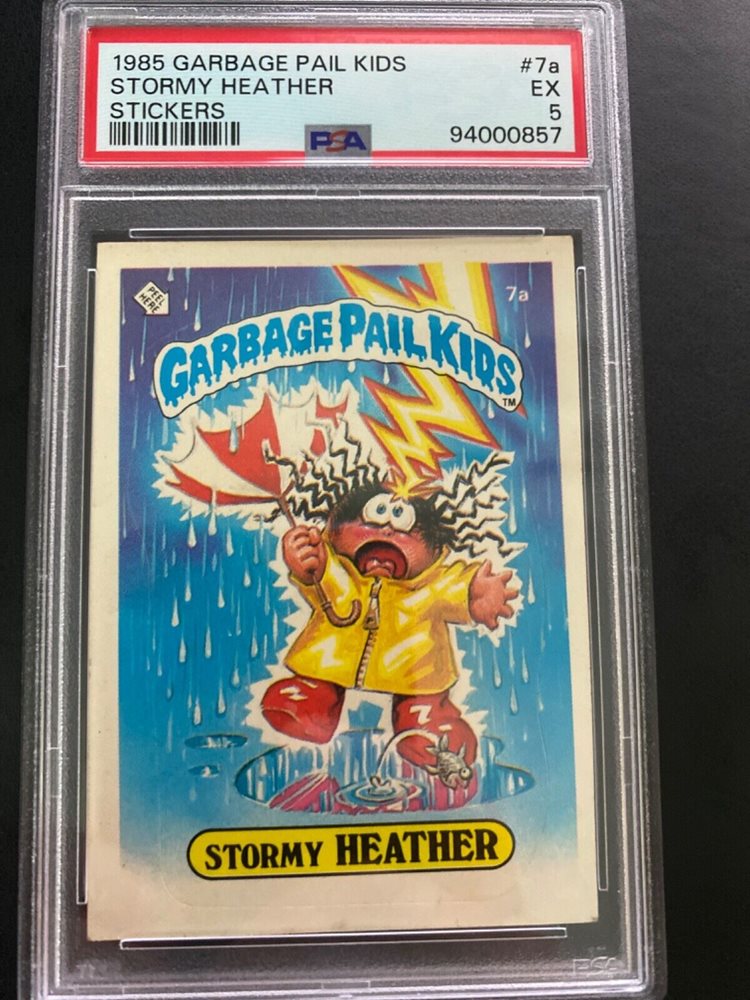 1985 GARBAGE PAIL KIDS #7a
STORMY HEATHER EX
STICKERS 5
PSA 94000857
PEEL HERE
7a
GARBAGE PAIL KIDS
TM
STORMY HEATHER
PSA